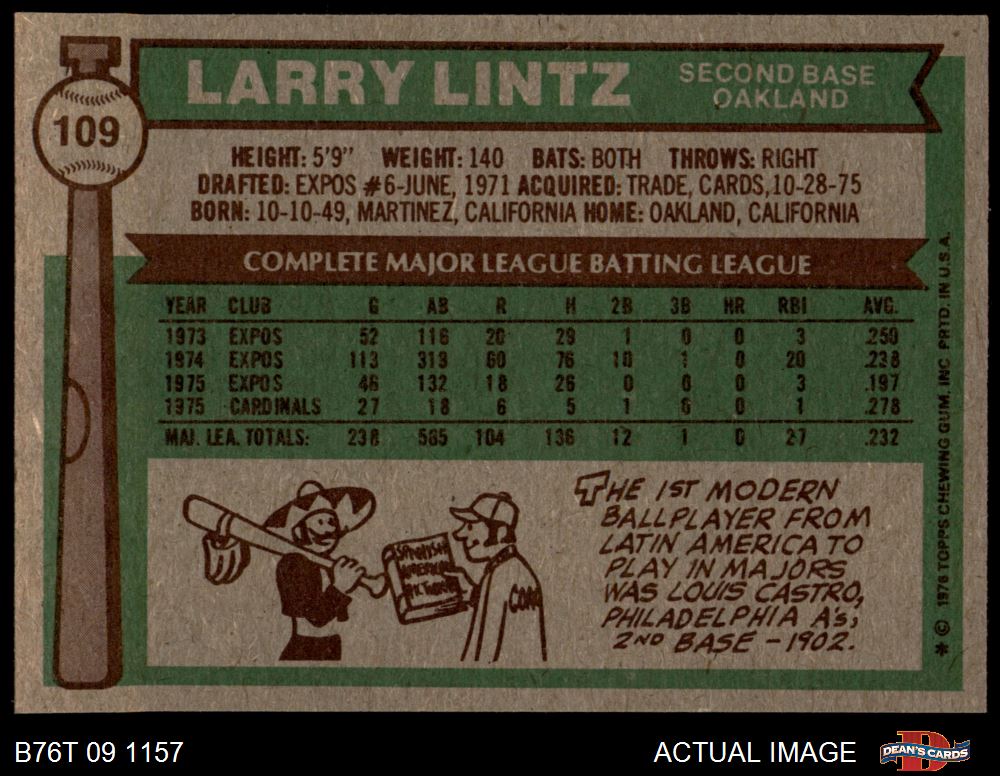 LARRY LINTZ
SECOND BASE
OAKLAND
109
HEIGHT: 5'9" WEIGHT: 140 BATS: BOTH THROWS: RIGHT
DRAFTED: EXPOS #6-JUNE, 1971 ACQUIRED: TRADE, CARDS, 10-28-75
BORN: 10-10-49, MARTINEZ, CALIFORNIA HOME: OAKLAND, CALIFORNIA
COMPLETE MAJOR LEAGUE BATTING LEAGUE
YEAR CLUB G AB R H 2B 3B HR RBI AVG.
1973 EXPOS 52 116 20 29 1 0 0 3 .250
1974 EXPOS 113 319 60 76 10 1 0 20 .238
1975 EXPOS 46 132 18 26 0 0 0 3 .197
1975 CARDINALS 27 18 6 5 1 0 0 1 .278
MAJ. LEA. TOTALS: 238 585 104 136 12 1 0 27 .232
THE 1ST MODERN
BALLPLAYER FROM
LATIN AMERICA TO
PLAY IN MAJORS
WAS LOUIS CASTRO,
PHILADELPHIA A's,
2ND BASE - 1902.
SPANISH
AMERICAN
COA
* © 1976 TOPPS CHEWING GUM, INC. PRTD. IN U.S.A.
B76T 09 1157
ACTUAL IMAGE
DEAN'S CARDS